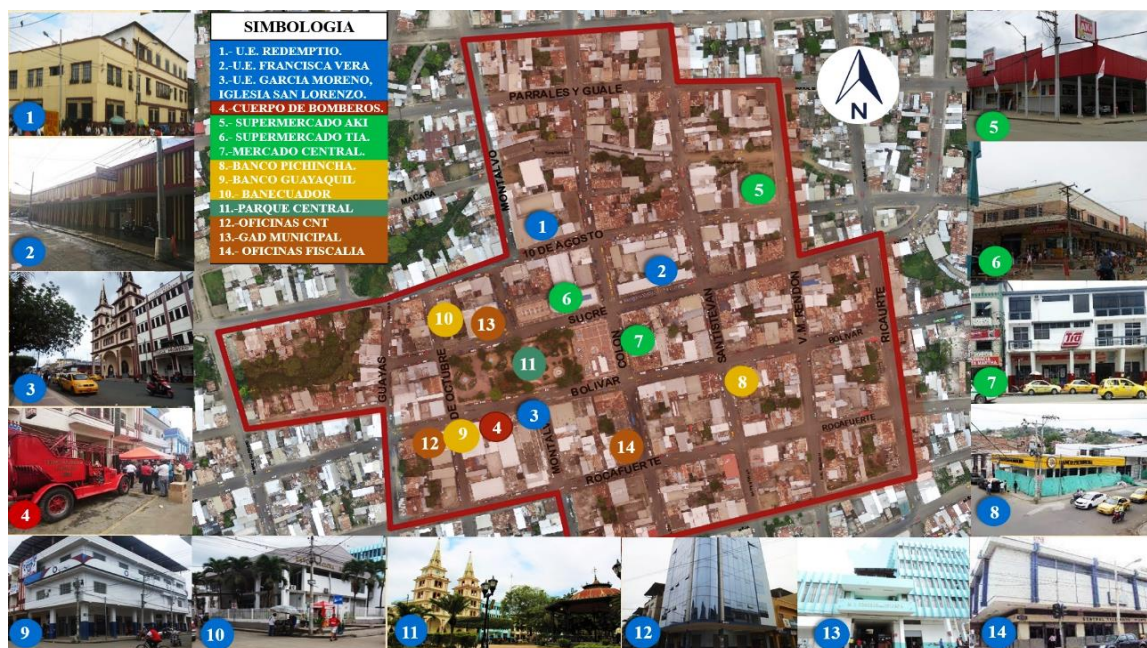 SIMBOLOGIA
1.- U.E. REDEMPTIO.
2.-U.E. FRANCISCA VERA
3.-U.E. GARCIA MORENO,
IGLESIA SAN LORENZO.
4.-CUERPO DE BOMBEROS.
5.- SUPERMERCADO AKI
6.- SUPERMERCADO TIA.
7.-MERCADO CENTRAL.
8.-BANCO PICHINCHA.
9.-BANCO GUAYAQUIL
10.- BANECUADOR
11.-PARQUE CENTRAL
12.-OFICINAS CNT
13.-GAD MUNICIPAL
14.- OFICINAS FISCALIA
N
PARRALES Y GUALE
MACARA
MONTALVO
10 DE AGOSTO
SUCRE
COLON
SANTISTEVAN
V.M. RENDON
BOLIVAR
RICAURTE
GUAYAS
DE OCTUBRE
BOLIVAR
ROCAFUERTE
ROCAFUERTE
1
2
3
4
5
6
7
8
9
10
11
12
13
14
1
2
3
4
5
6
7
8
9
10
11
12
13
14